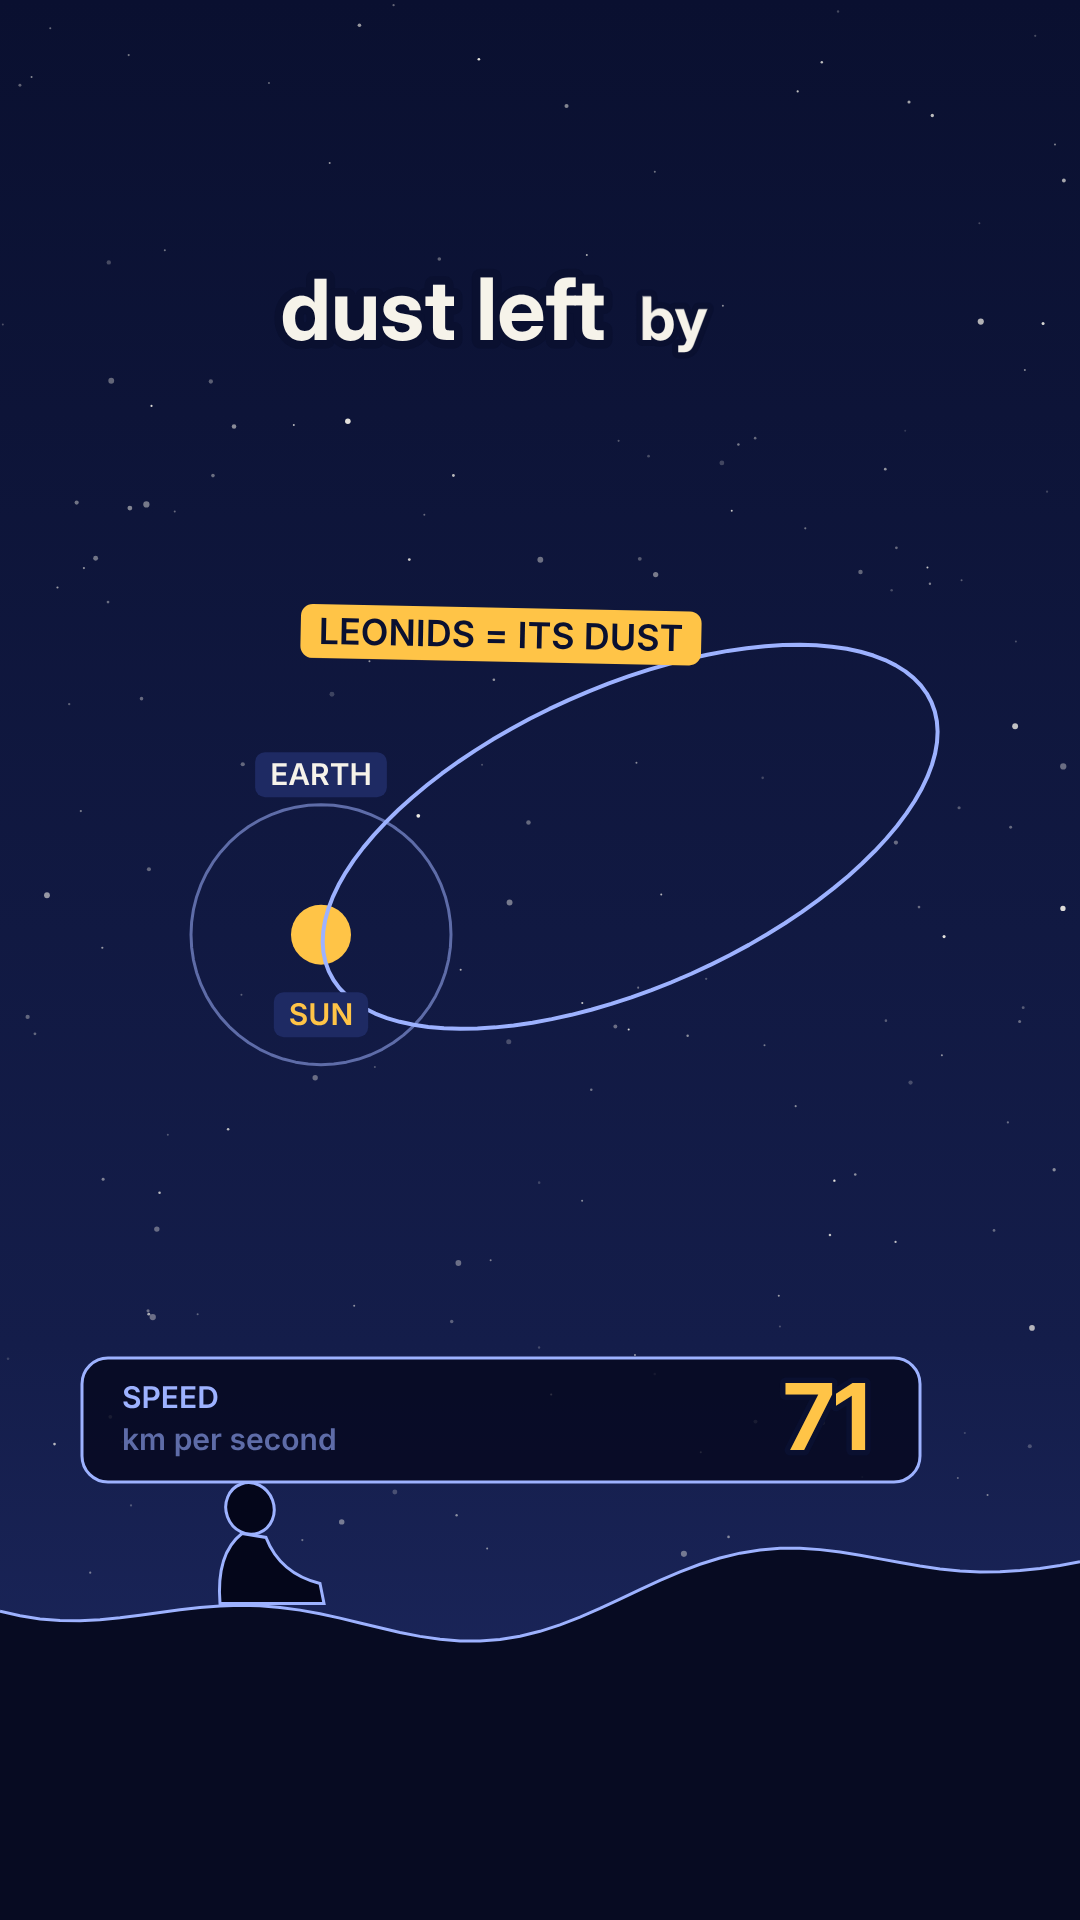 dust left by
LEONIDS = ITS DUST
EARTH
SUN
SPEED
km per second
71